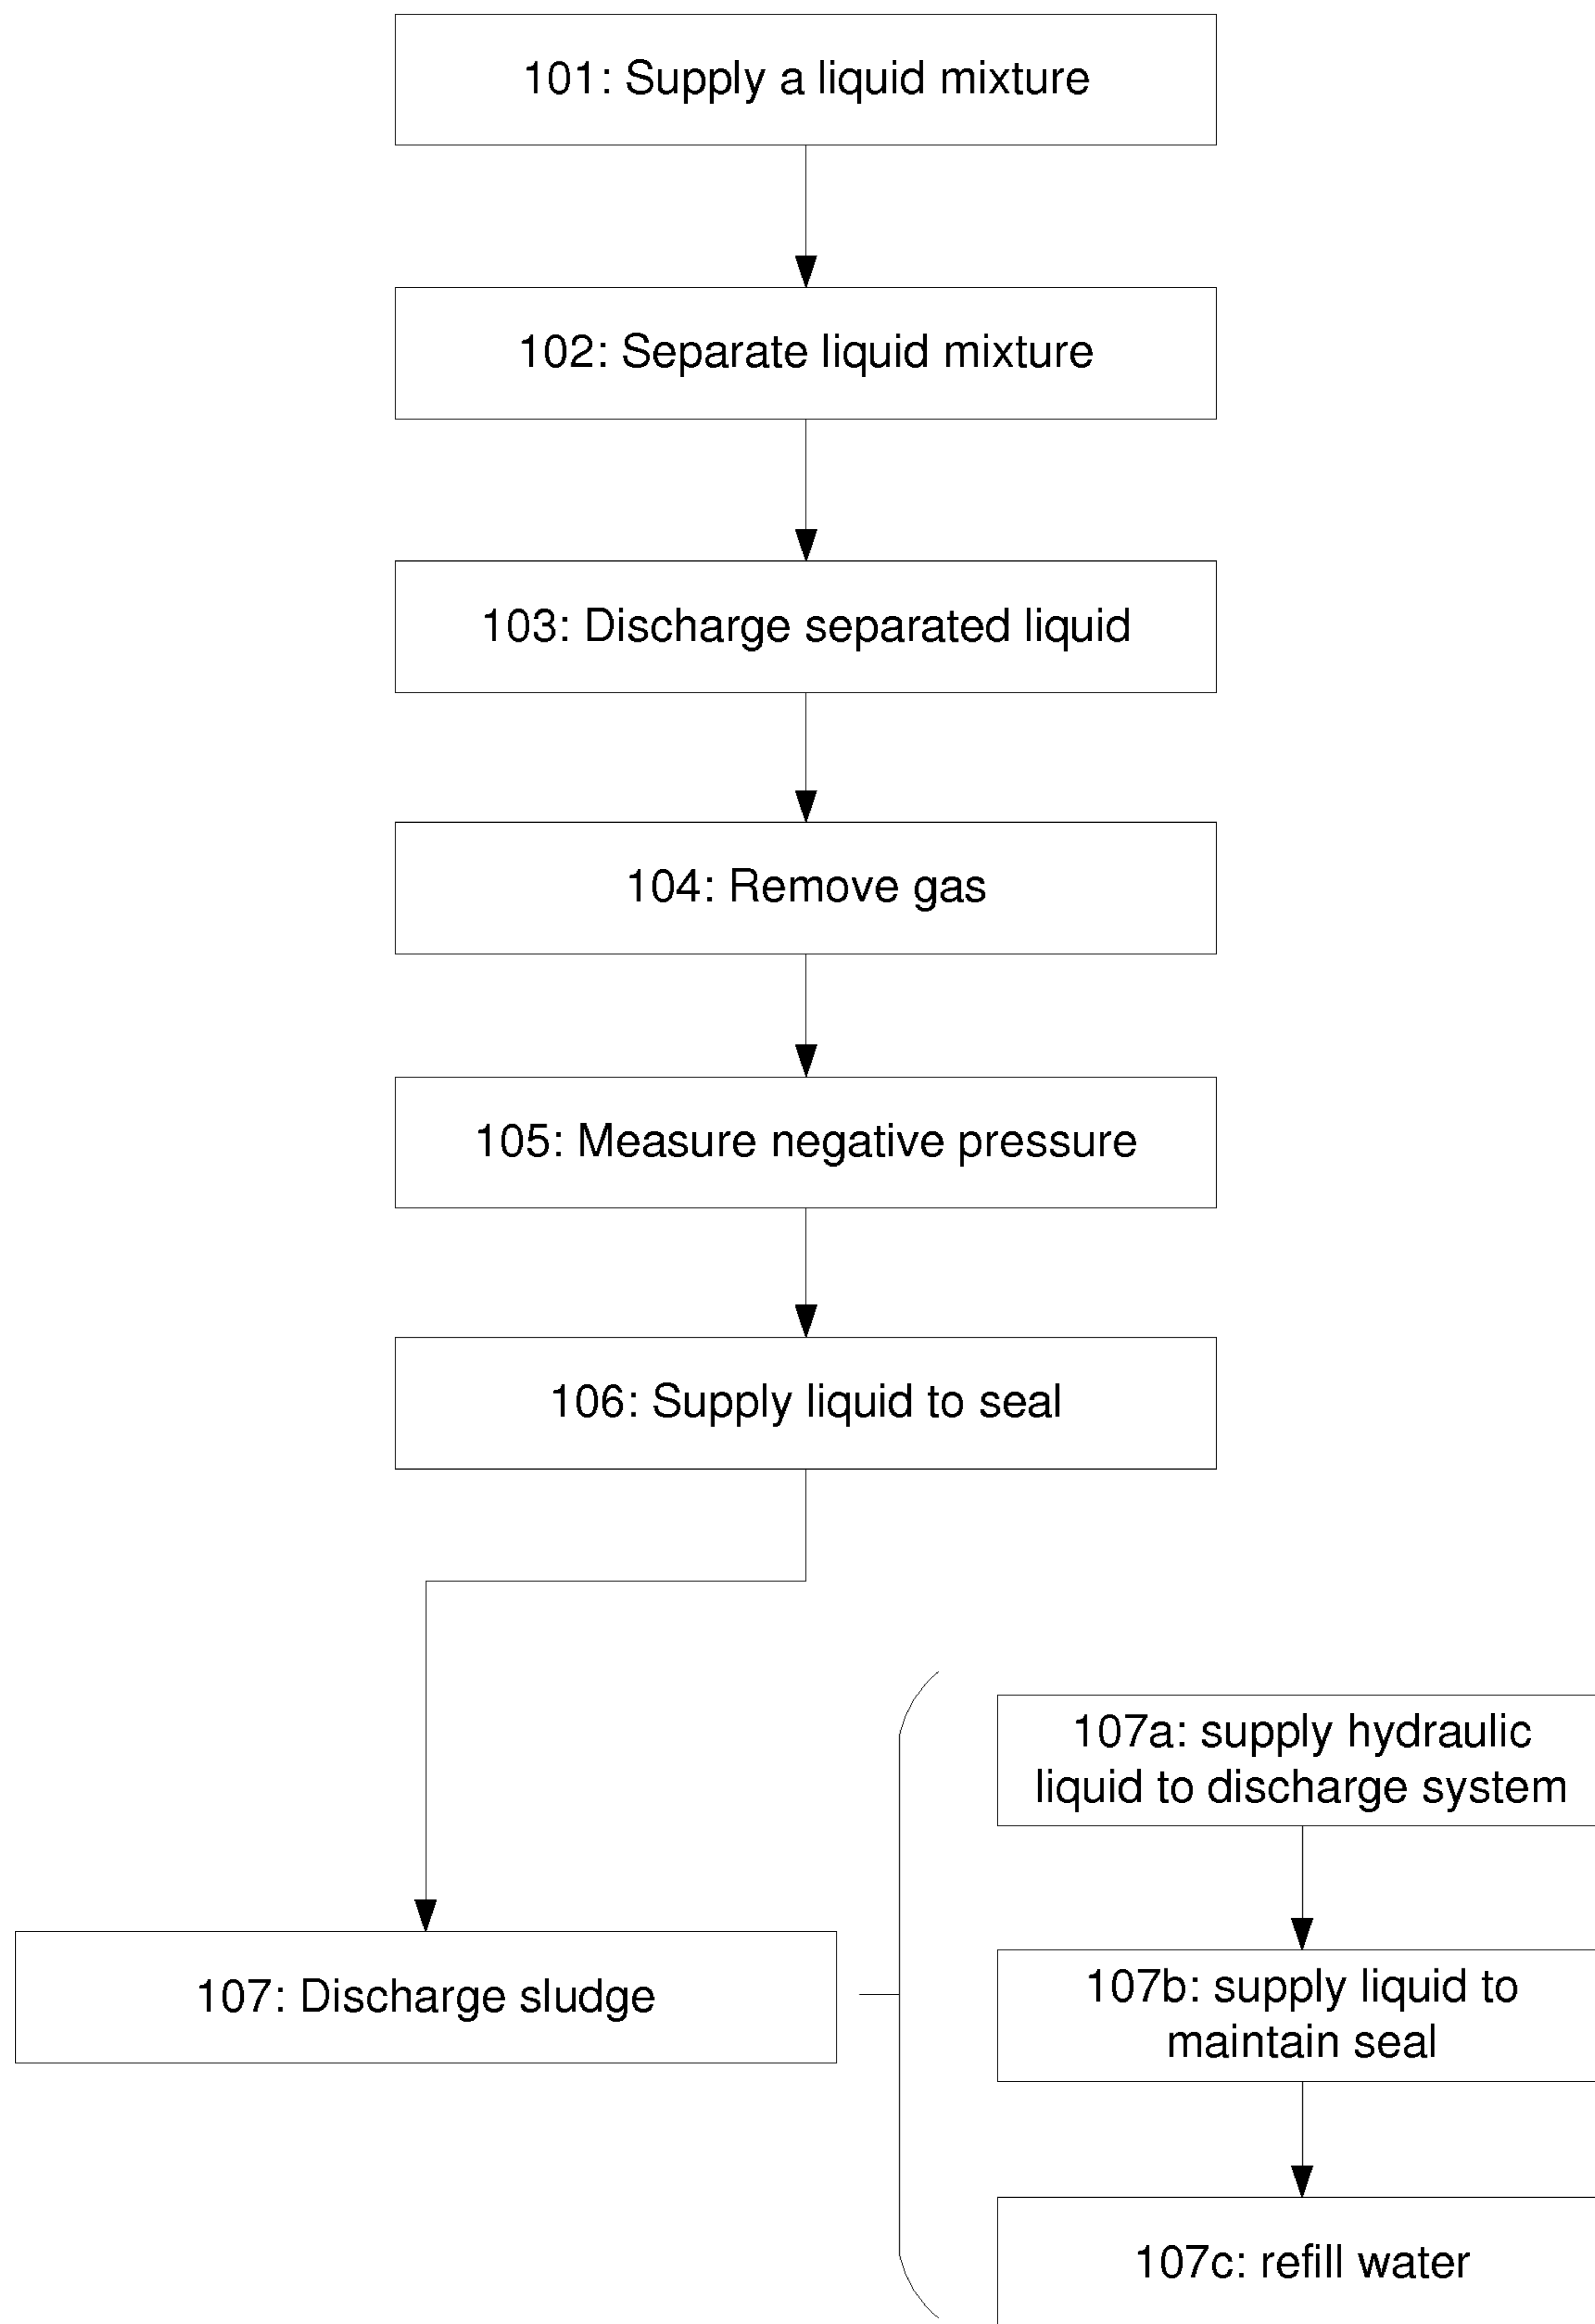 101: Supply a liquid mixture
102: Separate liquid mixture
103: Discharge separated liquid
104: Remove gas
105: Measure negative pressure
106: Supply liquid to seal
107: Discharge sludge
107a: supply hydraulic
liquid to discharge system
107b: supply liquid to
maintain seal
107c: refill water